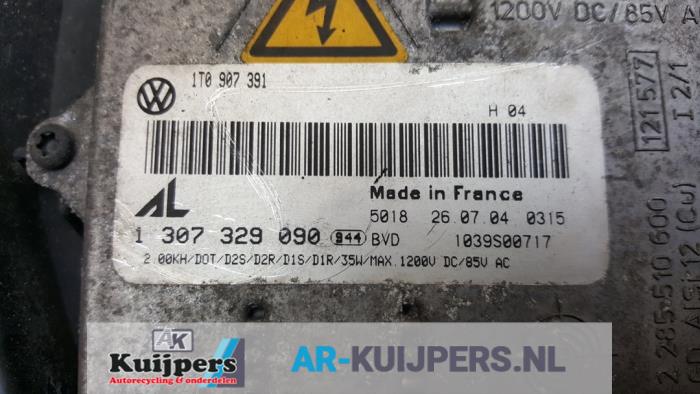 1200V DC/85V A
1T0 907 391
H 04
AL
Made in France
5018 26.07.04 0315
1 307 329 090 944 BVD 1039S00717
2.00KH/DOT/D2S/D2R/D1S/D1R/35W/MAX.1200V DC/85V AC
121577
I 2/1
2 285 510 600
AK
Kuijpers
Autorecycling & onderdelen
AR-KUIJPERS.NL